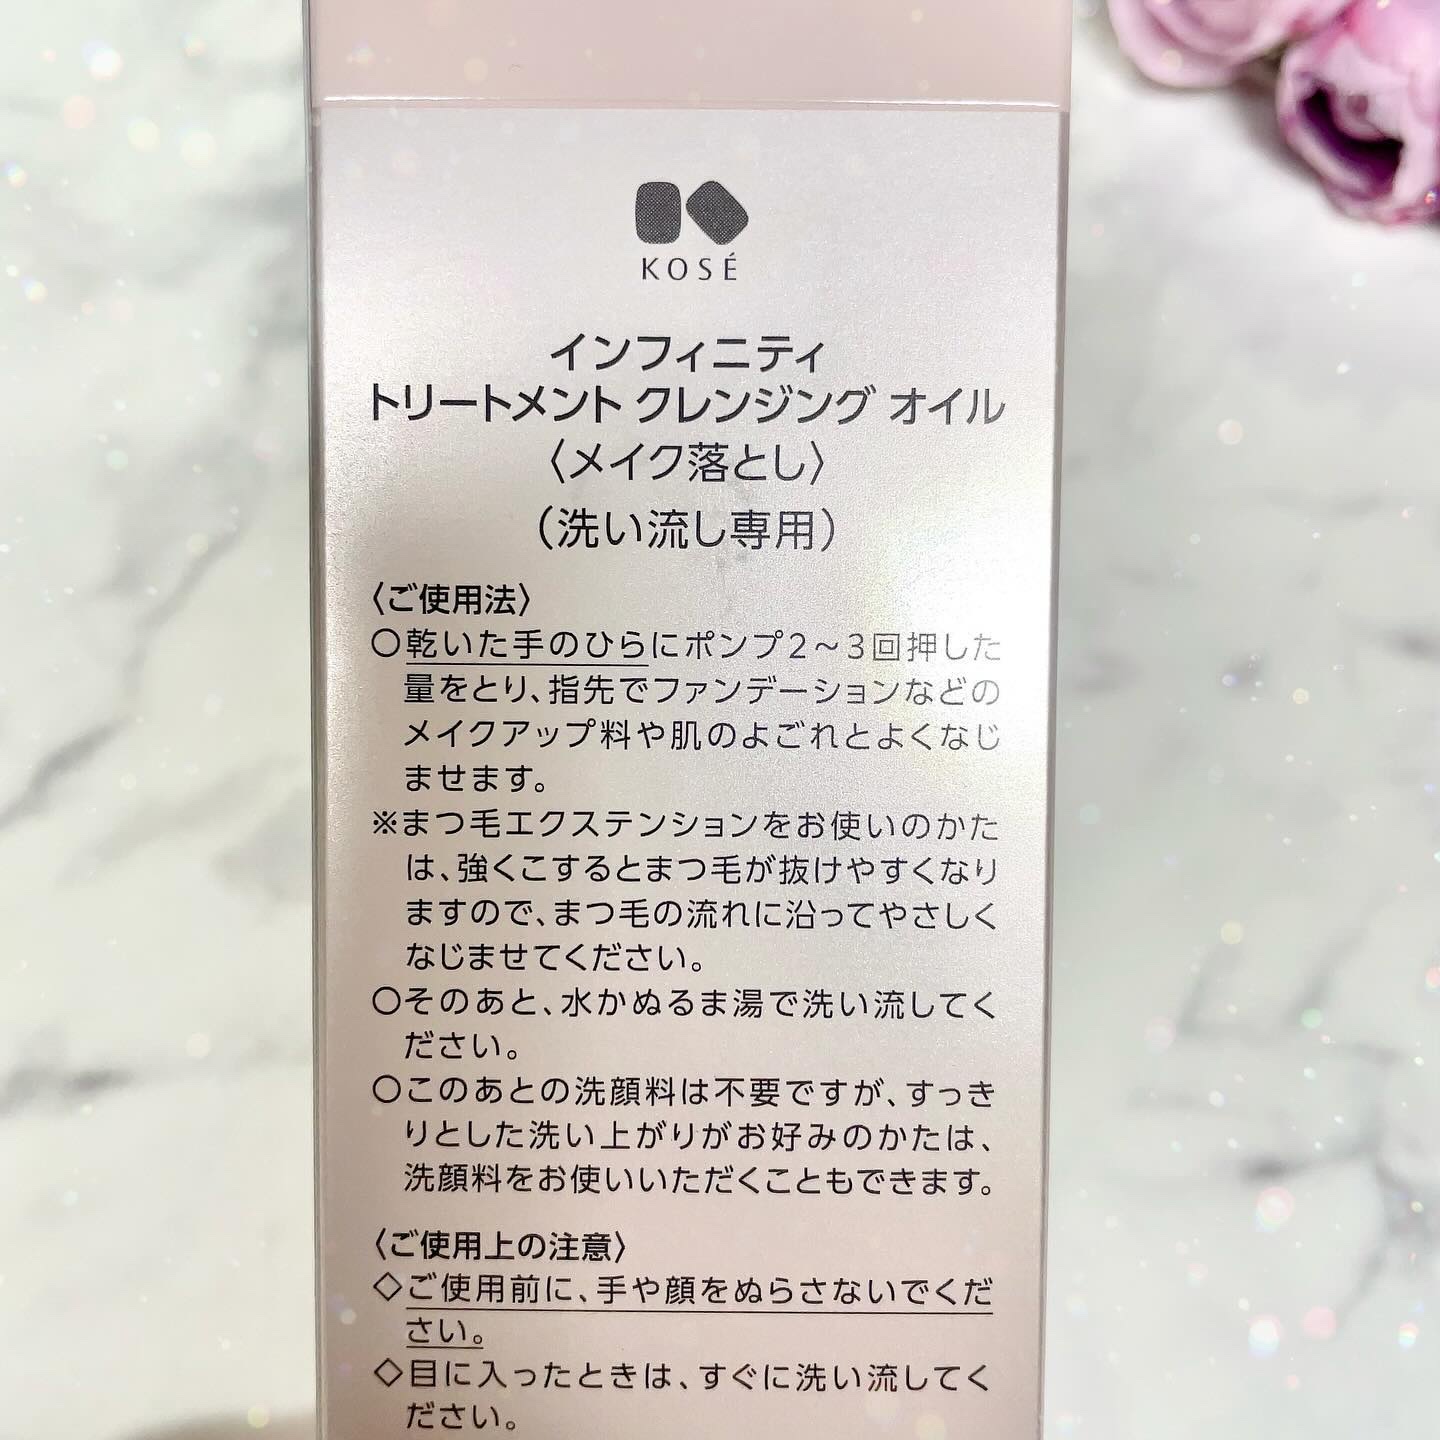 KOSÉ
インフィニティ
トリートメント クレンジング オイル
〈メイク落とし〉
（洗い流し専用）
〈ご使用法〉
○乾いた手のひらにポンプ2～3回押した
量をとり、指先でファンデーションなどの
メイクアップ料や肌のよごれとよくなじ
ませます。
※まつ毛エクステンションをお使いのかた
は、強くこするとまつ毛が抜けやすくなり
ますので、まつ毛の流れに沿ってやさしく
なじませてください。
○そのあと、水かぬるま湯で洗い流してく
ださい。
○このあとの洗顔料は不要ですが、すっき
りとした洗い上がりがお好みのかたは、
洗顔料をお使いいただくこともできます。
〈ご使用上の注意〉
◇ご使用前に、手や顔をぬらさないでくだ
さい。
◇目に入ったときは、すぐに洗い流してく
ださい。